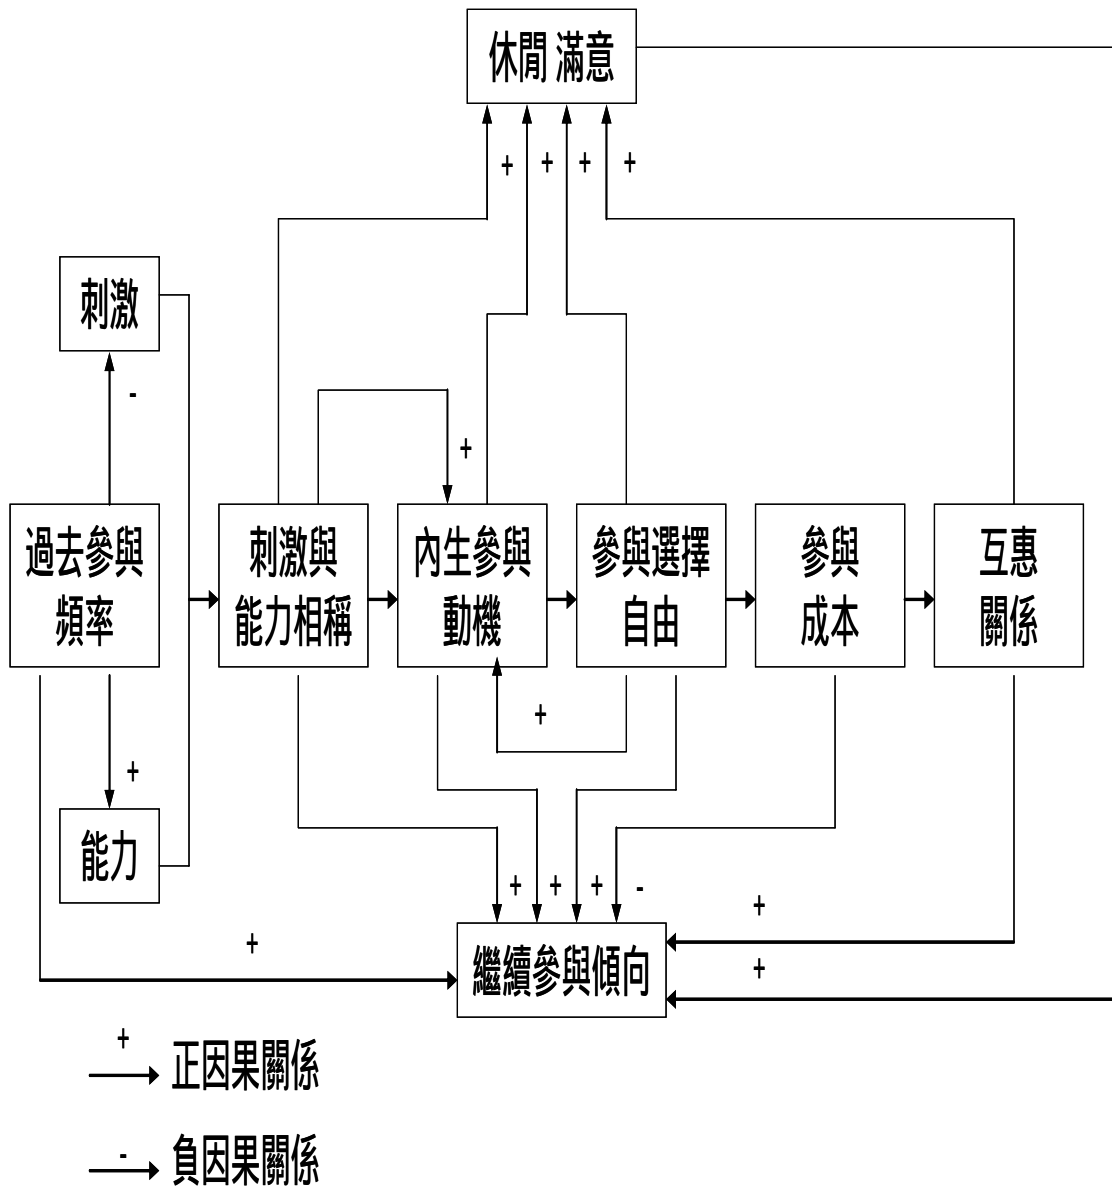 休閒 滿意
+ + + +
刺激
-
+
過去參與
頻率
刺激與
能力相稱
內生參與
動機
參與選擇
自由
參與
成本
互惠
關係
+
+
能力
+ + + -
+
+
+
繼續參與傾向
+
正因果關係
-
負因果關係